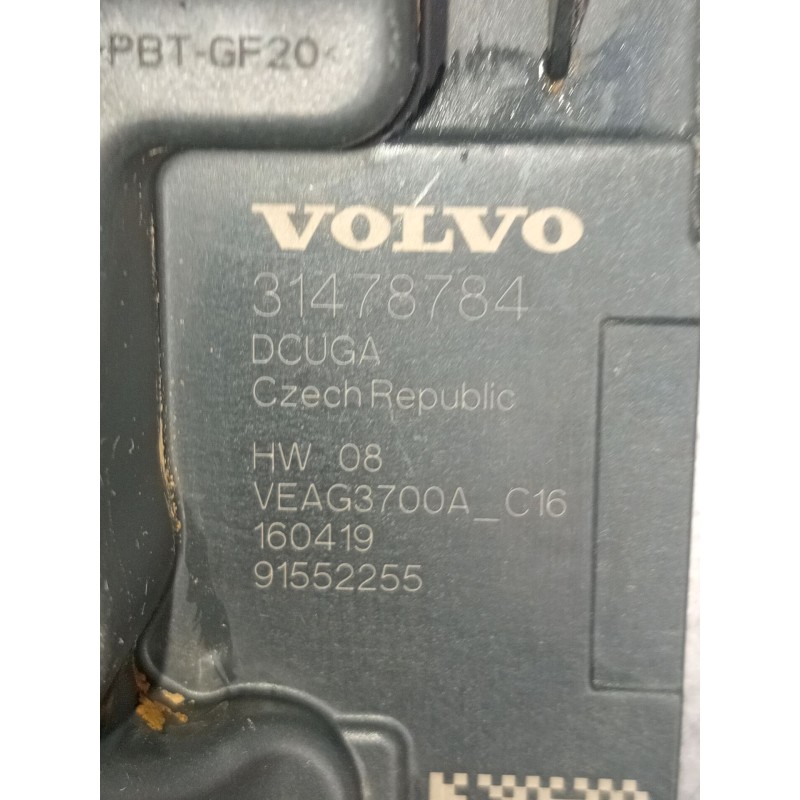 >PBT-GF20<
VOLVO
31478784
DCUGA
Czech Republic
HW 08
VEAG3700A_C16
160419
91552255